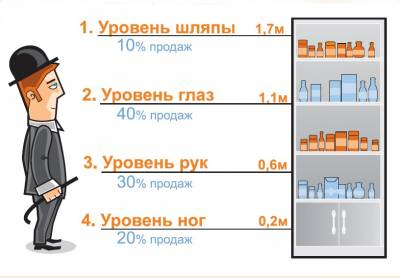 1. Уровень шляпы 1,7м
10% продаж
2. Уровень глаз 1,1м
40% продаж
3. Уровень рук 0,6м
30% продаж
4. Уровень ног 0,2м
20% продаж